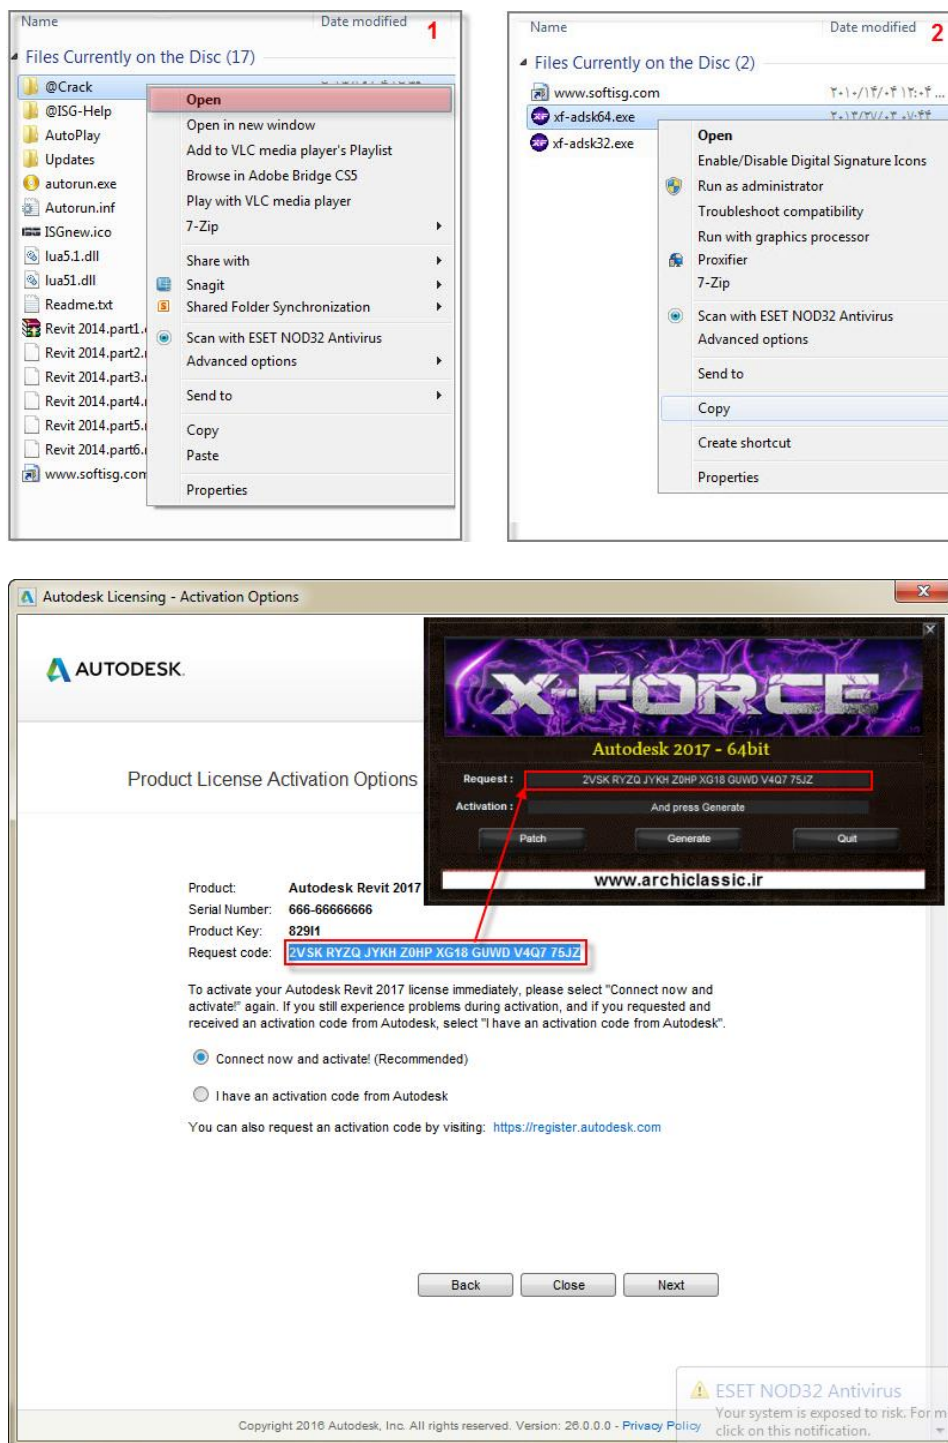 Name Date modified 1
Files Currently on the Disc (17)
@Crack
@ISG-Help
AutoPlay
Updates
autorun.exe
Autorun.inf
ISGnew.ico
lua5.1.dll
lua51.dll
Readme.txt
Revit 2014.part1.
Revit 2014.part2.
Revit 2014.part3.
Revit 2014.part4.
Revit 2014.part5.
Revit 2014.part6.
www.softisg.com
Open
Open in new window
Add to VLC media player's Playlist
Browse in Adobe Bridge CS5
Play with VLC media player
7-Zip
Share with
Snagit
Shared Folder Synchronization
Scan with ESET NOD32 Antivirus
Advanced options
Send to
Copy
Paste
Properties
Name Date modified 2
Files Currently on the Disc (2)
www.softisg.com
xf-adsk64.exe
xf-adsk32.exe
Open
Enable/Disable Digital Signature Icons
Run as administrator
Troubleshoot compatibility
Run with graphics processor
Proxifier
7-Zip
Scan with ESET NOD32 Antivirus
Advanced options
Send to
Copy
Create shortcut
Properties
Autodesk Licensing - Activation Options
AUTODESK.
Product License Activation Options
X-FORCE
Autodesk 2017 - 64bit
Request : 2VSK RYZQ JYKH Z0HP XG18 GUWD V4Q7 75JZ
Activation : And press Generate
Patch Generate Quit
www.archiclassic.ir
Product: Autodesk Revit 2017
Serial Number: 666-66666666
Product Key: 829I1
Request code: 2VSK RYZQ JYKH Z0HP XG18 GUWD V4Q7 75JZ
To activate your Autodesk Revit 2017 license immediately, please select "Connect now and
activate!" again. If you still experience problems during activation, and if you requested and
received an activation code from Autodesk, select "I have an activation code from Autodesk".
Connect now and activate! (Recommended)
I have an activation code from Autodesk
You can also request an activation code by visiting: https://register.autodesk.com
Back Close Next
ESET NOD32 Antivirus
Your system is exposed to risk. For m
click on this notification.
Copyright 2016 Autodesk, Inc. All rights reserved. Version: 26.0.0.0 - Privacy Policy